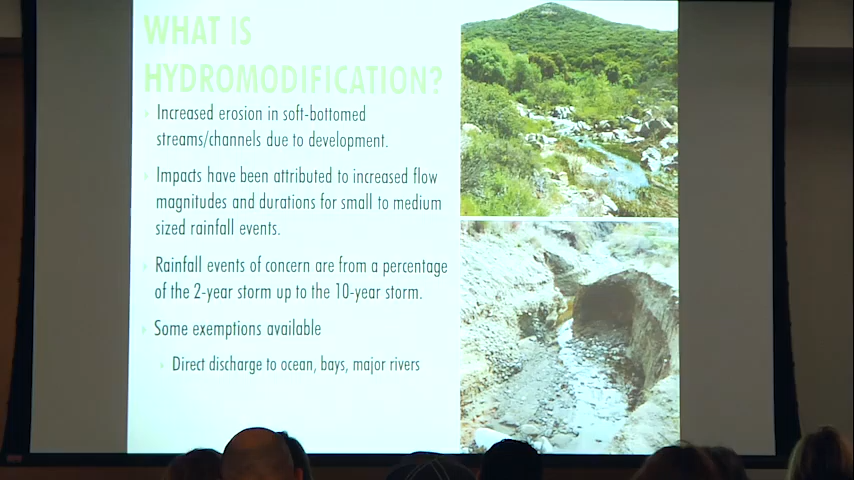 WHAT IS
HYDROMODIFICATION?
Increased erosion in soft-bottomed
streams/channels due to development.
Impacts have been attributed to increased flow
magnitudes and durations for small to medium
sized rainfall events.
Rainfall events of concern are from a percentage
of the 2-year storm up to the 10-year storm.
Some exemptions available
Direct discharge to ocean, bays, major rivers